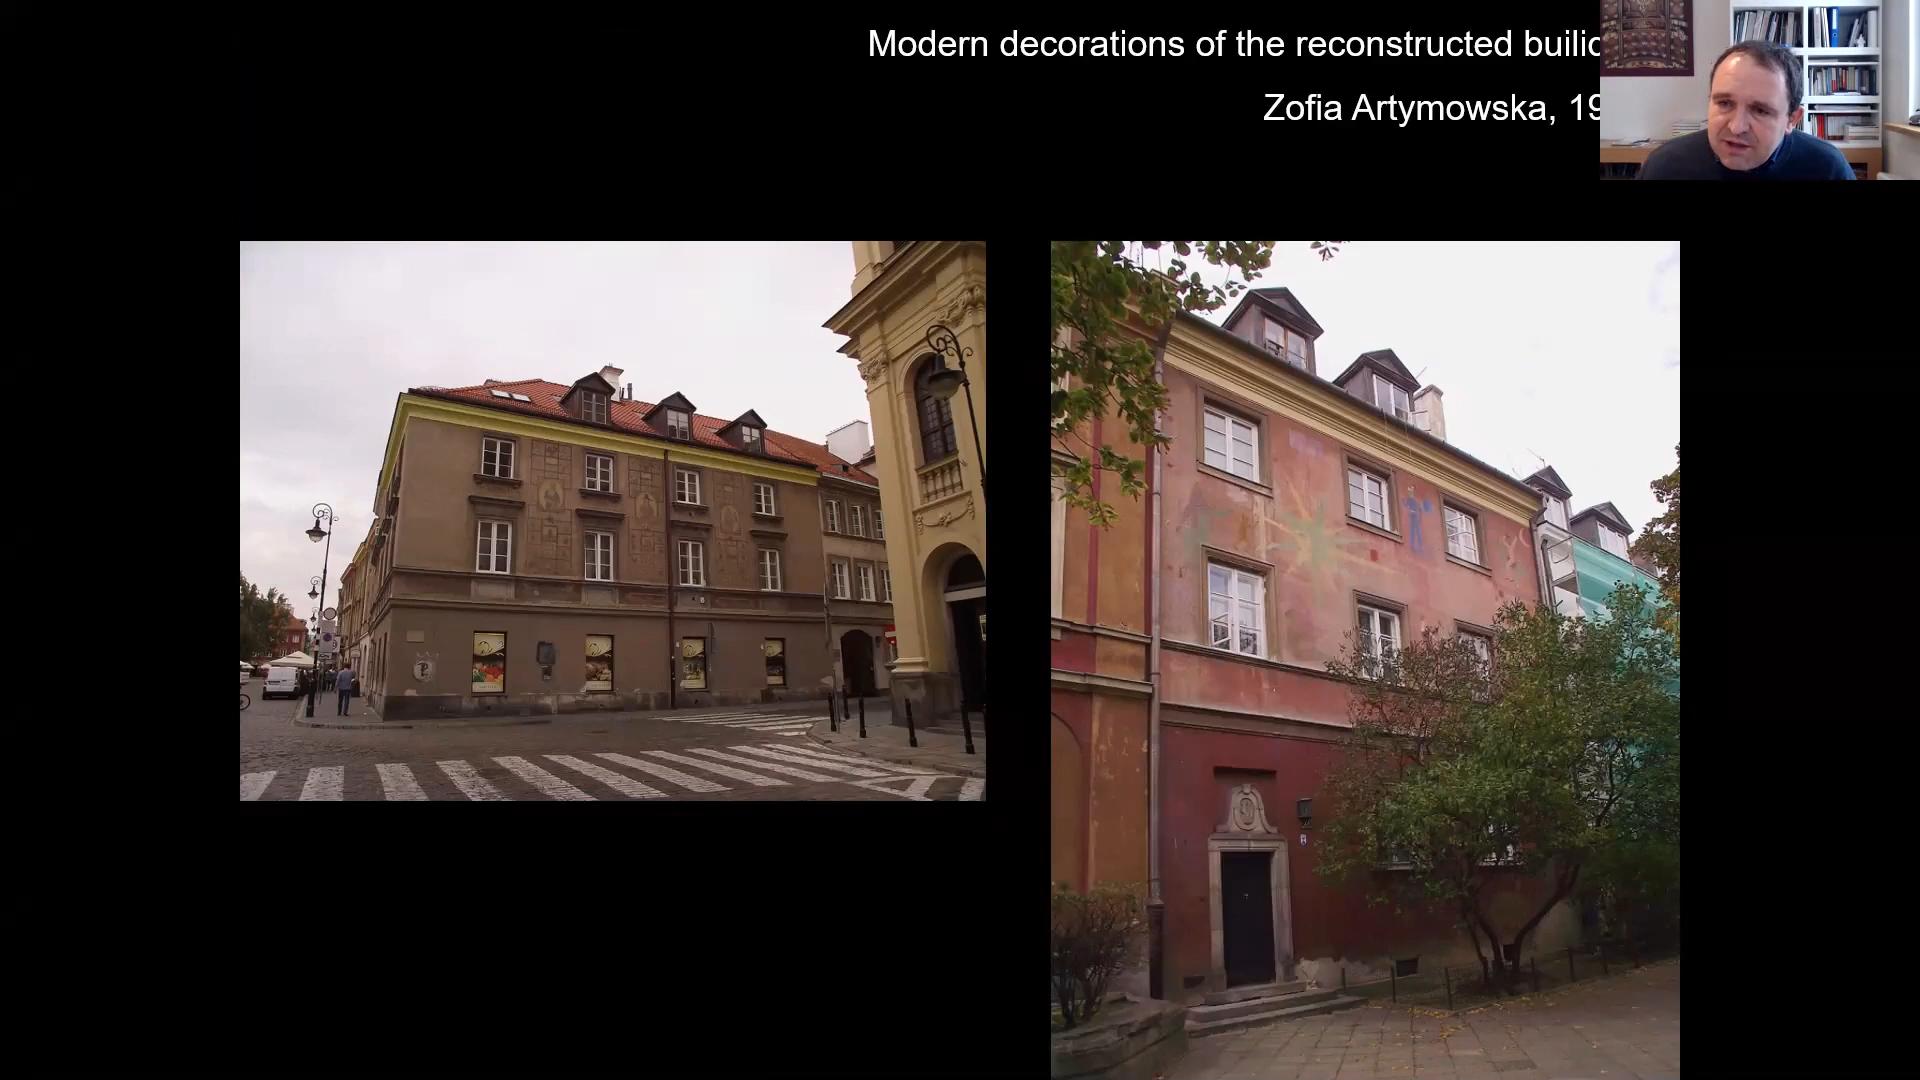 Modern decorations of the reconstructed builic
Zofia Artymowska, 19